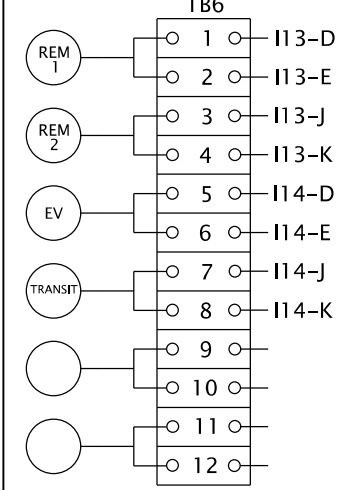 TB6
REM 1 1 I13-D
2 I13-E
REM 2 3 I13-J
4 I13-K
EV 5 I14-D
6 I14-E
TRANSIT 7 I14-J
8 I14-K
9
10
11
12